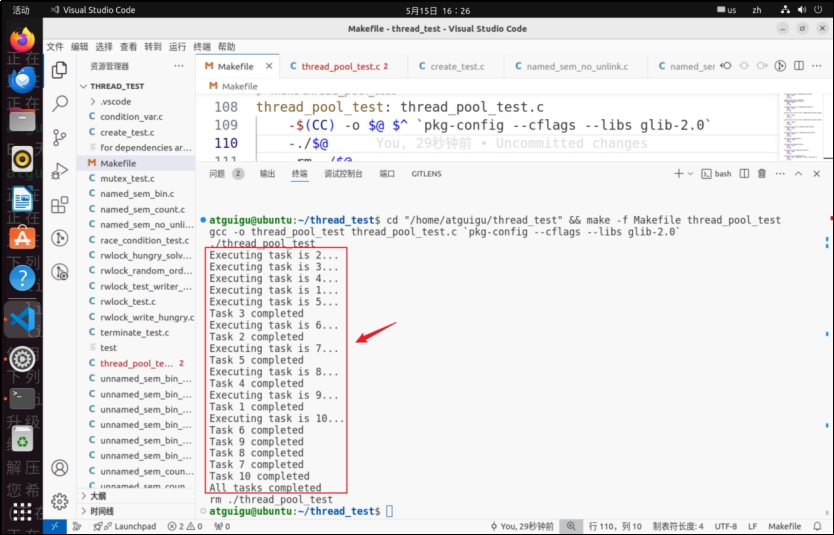 活动
Visual Studio Code
5月15日 16：26
us
zh
Makefile - thread_test - Visual Studio Code
文件 编辑 选择 查看 转到 运行 终端 帮助
资源管理器
Makefile
thread_pool_test.c 2
create_test.c
named_sem_no_unlink.c
named_ser
THREAD_TEST
.vscode
condition_var.c
create_test.c
for dependencies ar...
Makefile
mutex_test.c
named_sem_bin.c
named_sem_count.c
named_sem_no_unli...
race_condition_test.c
rwlock_hungry_solv...
rwlock_random_ord...
rwlock_test_writer_...
rwlock_test.c
rwlock_write_hungry.c
terminate_test.c
test
thread_pool_te... 2
unnamed_sem_bin_...
unnamed_sem_bin_...
unnamed_sem_bin_...
unnamed_sem_bin_...
unnamed_sem_bin_...
unnamed_sem_bin_...
unnamed_sem_coun...
unnamed_sem_coun
大纲
时间线
Makefile
108 thread_pool_test: thread_pool_test.c
109 -$(CC) -o $@ $^ `pkg-config --cflags --libs glib-2.0`
110 -./$@ You, 29秒钟前 • Uncommitted changes
111 -rm ./$@
问题 2 输出 终端 调试控制台 端口 GITLENS
bash
atguigu@ubuntu:~/thread_test$ cd "/home/atguigu/thread_test" && make -f Makefile thread_pool_test
gcc -o thread_pool_test thread_pool_test.c `pkg-config --cflags --libs glib-2.0`
./thread_pool_test
Executing task is 2...
Executing task is 3...
Executing task is 4...
Executing task is 1...
Executing task is 5...
Task 3 completed
Executing task is 6...
Task 2 completed
Executing task is 7...
Task 5 completed
Executing task is 8...
Task 4 completed
Executing task is 9...
Task 1 completed
Executing task is 10...
Task 6 completed
Task 9 completed
Task 8 completed
Task 7 completed
Task 10 completed
All tasks completed
rm ./thread_pool_test
atguigu@ubuntu:~/thread_test$
Launchpad
2 0
0
You, 29秒钟前
行 110，列 10
制表符长度: 4
UTF-8
LF
Makefile